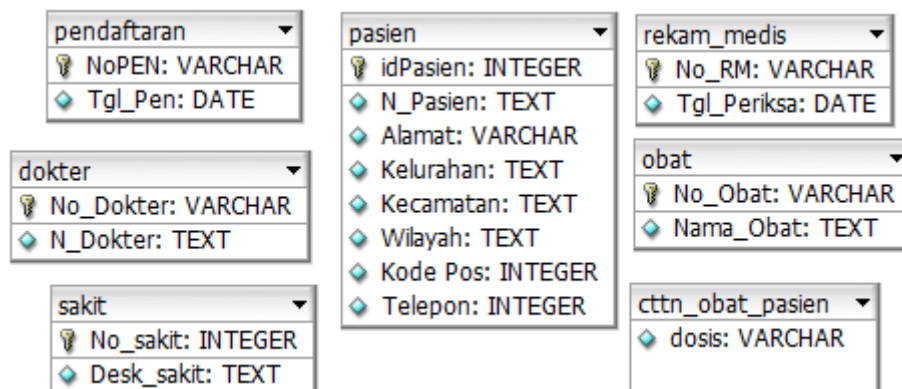 pendaftaran
NoPEN: VARCHAR
Tgl_Pen: DATE
dokter
No_Dokter: VARCHAR
N_Dokter: TEXT
sakit
No_sakit: INTEGER
Desk_sakit: TEXT
pasien
idPasien: INTEGER
N_Pasien: TEXT
Alamat: VARCHAR
Kelurahan: TEXT
Kecamatan: TEXT
Wilayah: TEXT
Kode Pos: INTEGER
Telepon: INTEGER
rekam_medis
No_RM: VARCHAR
Tgl_Periksa: DATE
obat
No_Obat: VARCHAR
Nama_Obat: TEXT
cttn_obat_pasien
dosis: VARCHAR